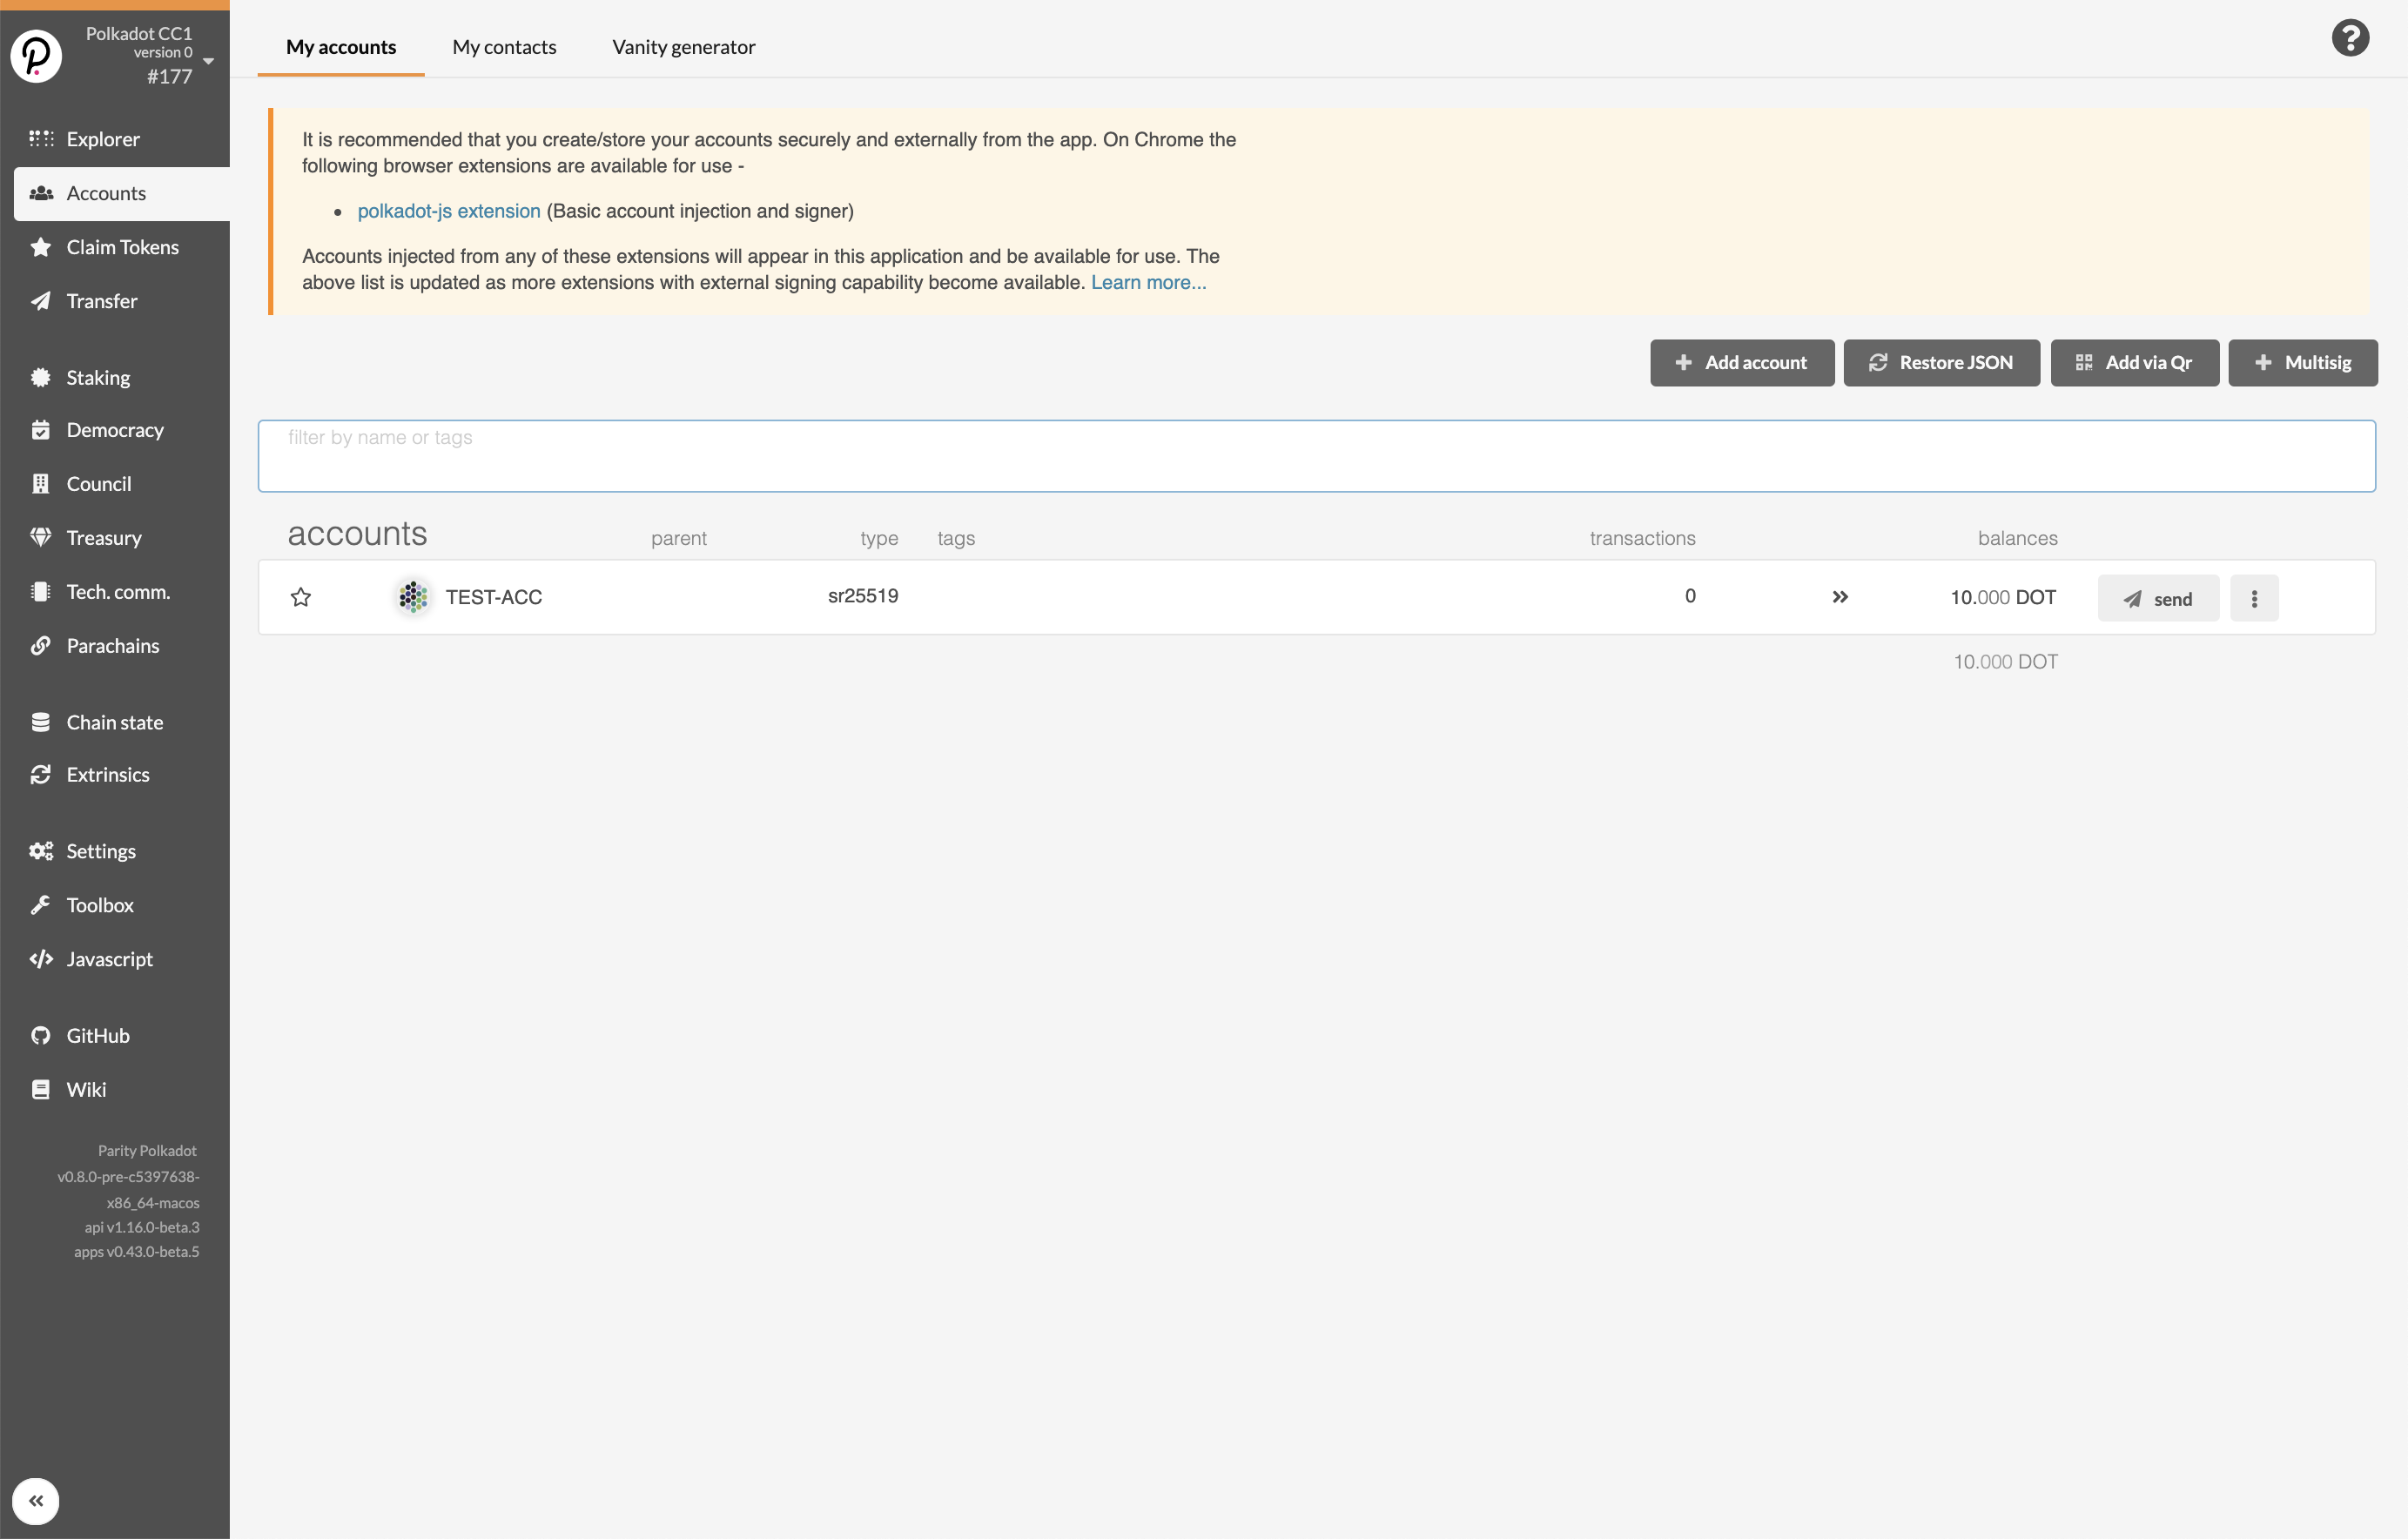 Polkadot CC1
version 0
#177
Explorer
Accounts
Claim Tokens
Transfer
Staking
Democracy
Council
Treasury
Tech. comm.
Parachains
Chain state
Extrinsics
Settings
Toolbox
Javascript
GitHub
Wiki
Parity Polkadot
v0.8.0-pre-c5397638-
x86_64-macos
api v1.16.0-beta.3
apps v0.43.0-beta.5
My accounts My contacts Vanity generator
It is recommended that you create/store your accounts securely and externally from the app. On Chrome the
following browser extensions are available for use -
• polkadot-js extension (Basic account injection and signer)
Accounts injected from any of these extensions will appear in this application and be available for use. The
above list is updated as more extensions with external signing capability become available. Learn more...
Add account Restore JSON Add via Qr Multisig
filter by name or tags
accounts parent type tags transactions balances
TEST-ACC sr25519 0 10.000 DOT send
10.000 DOT